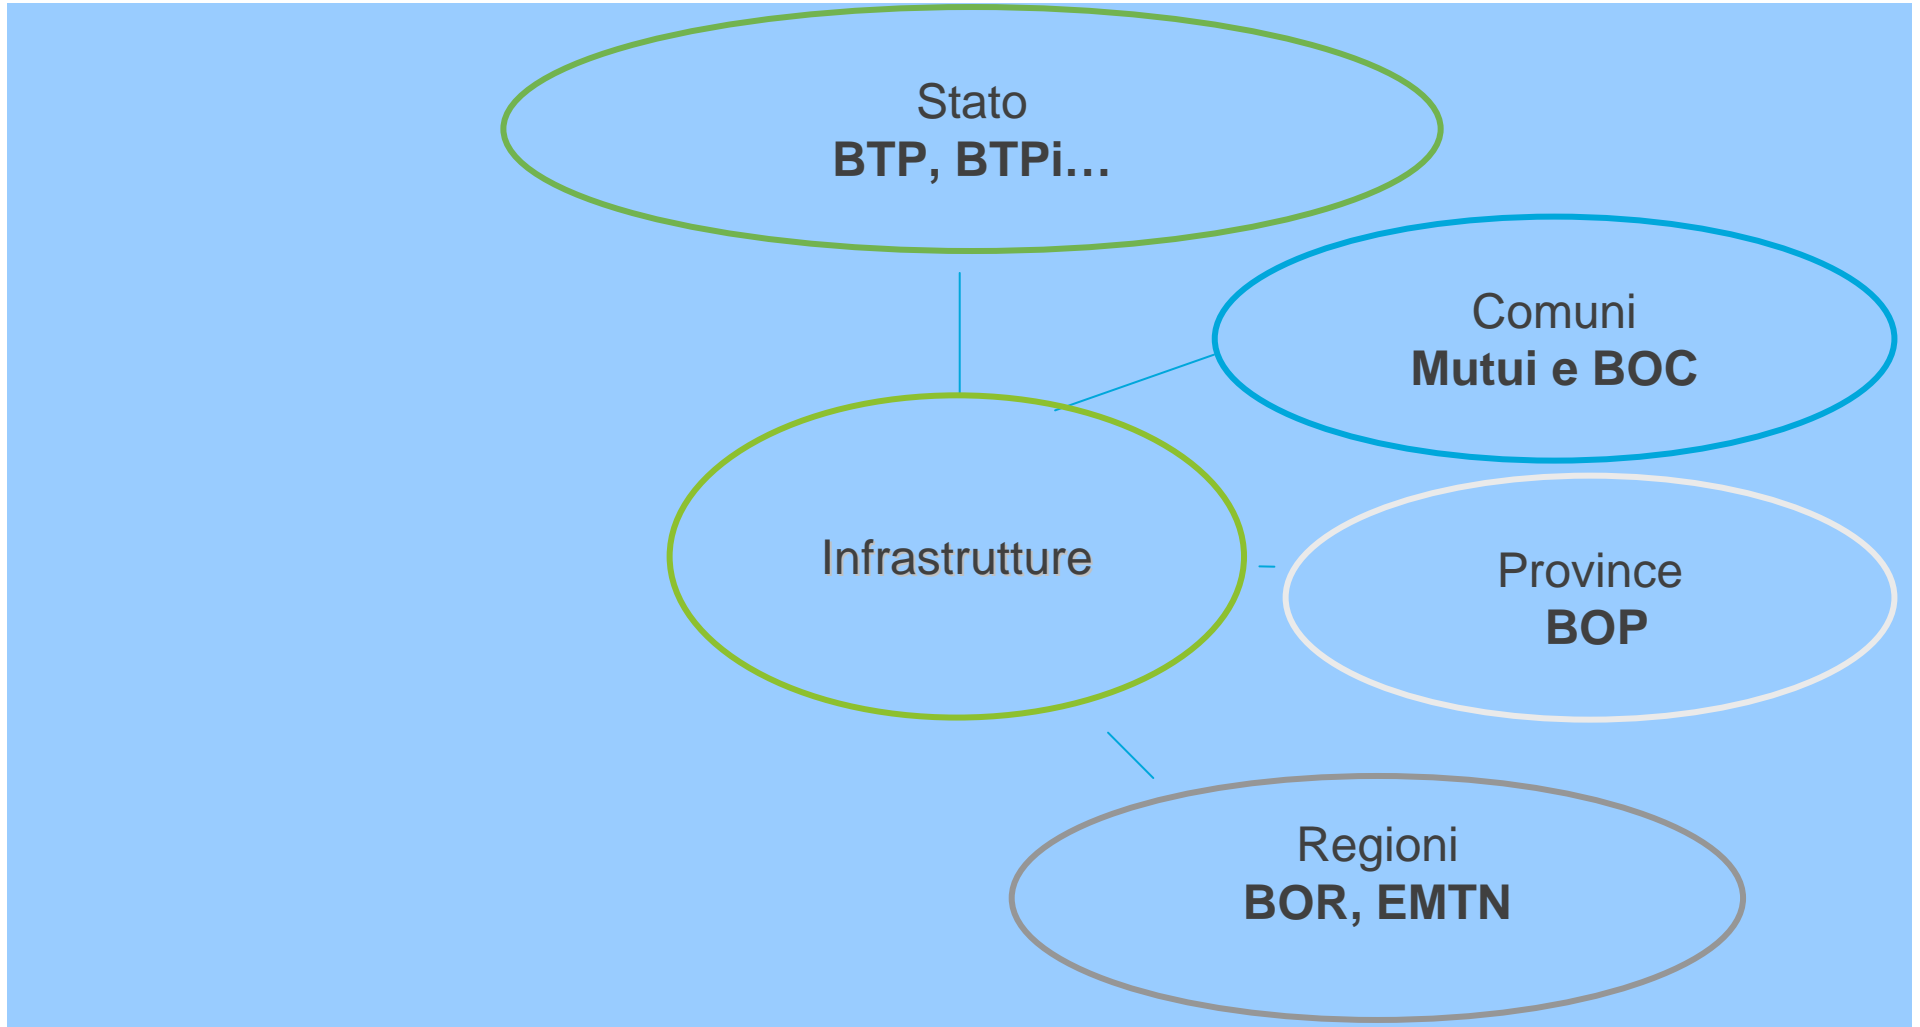 Stato
BTP, BTPi…
Comuni
Mutui e BOC
Infrastrutture
Province
BOP
Regioni
BOR, EMTN